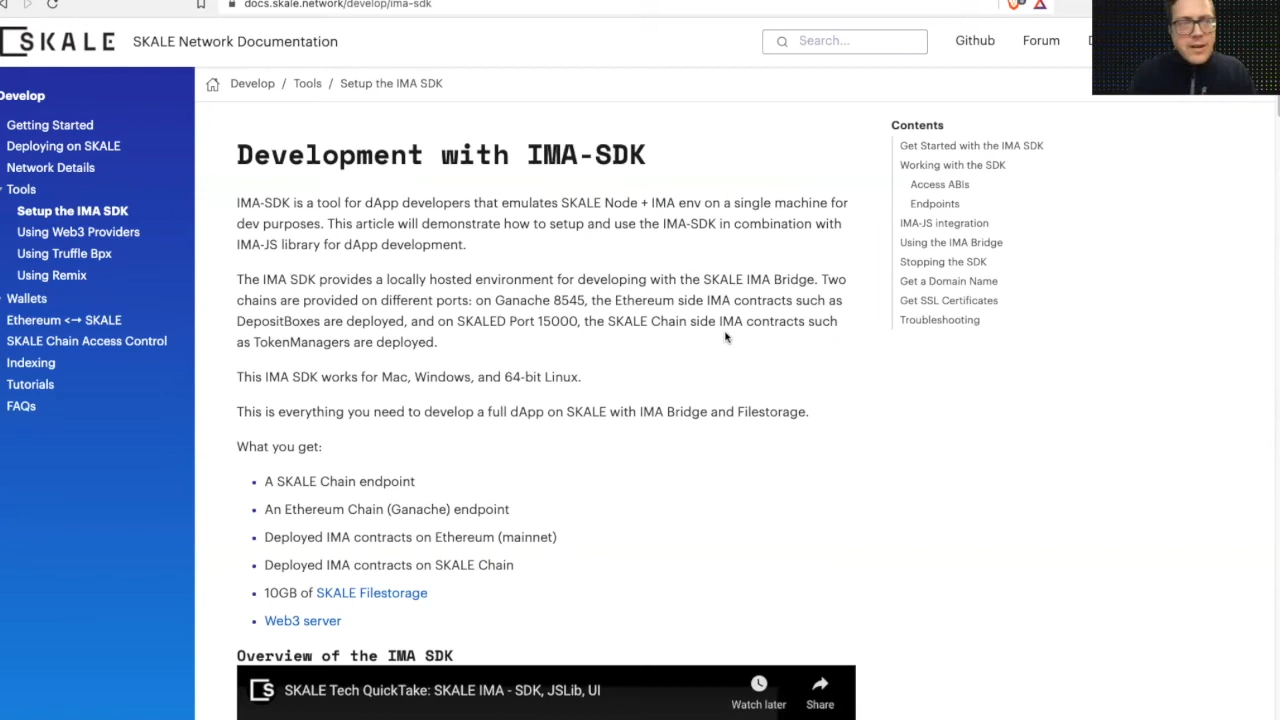 docs.skale.network/develop/ima-sdk
SKALE
SKALE Network Documentation
Search...
Github
Forum
Develop
Getting Started
Deploying on SKALE
Network Details
Tools
Setup the IMA SDK
Using Web3 Providers
Using Truffle Bpx
Using Remix
Wallets
Ethereum <-> SKALE
SKALE Chain Access Control
Indexing
Tutorials
FAQs
Develop / Tools / Setup the IMA SDK
Development with IMA-SDK
IMA-SDK is a tool for dApp developers that emulates SKALE Node + IMA env on a single machine for
dev purposes. This article will demonstrate how to setup and use the IMA-SDK in combination with
IMA-JS library for dApp development.
The IMA SDK provides a locally hosted environment for developing with the SKALE IMA Bridge. Two
chains are provided on different ports: on Ganache 8545, the Ethereum side IMA contracts such as
DepositBoxes are deployed, and on SKALED Port 15000, the SKALE Chain side IMA contracts such
as TokenManagers are deployed.
This IMA SDK works for Mac, Windows, and 64-bit Linux.
This is everything you need to develop a full dApp on SKALE with IMA Bridge and Filestorage.
What you get:
• A SKALE Chain endpoint
• An Ethereum Chain (Ganache) endpoint
• Deployed IMA contracts on Ethereum (mainnet)
• Deployed IMA contracts on SKALE Chain
• 10GB of SKALE Filestorage
• Web3 server
Overview of the IMA SDK
SKALE Tech QuickTake: SKALE IMA - SDK, JSLib, UI
Watch later
Share
Contents
Get Started with the IMA SDK
Working with the SDK
Access ABIs
Endpoints
IMA-JS integration
Using the IMA Bridge
Stopping the SDK
Get a Domain Name
Get SSL Certificates
Troubleshooting